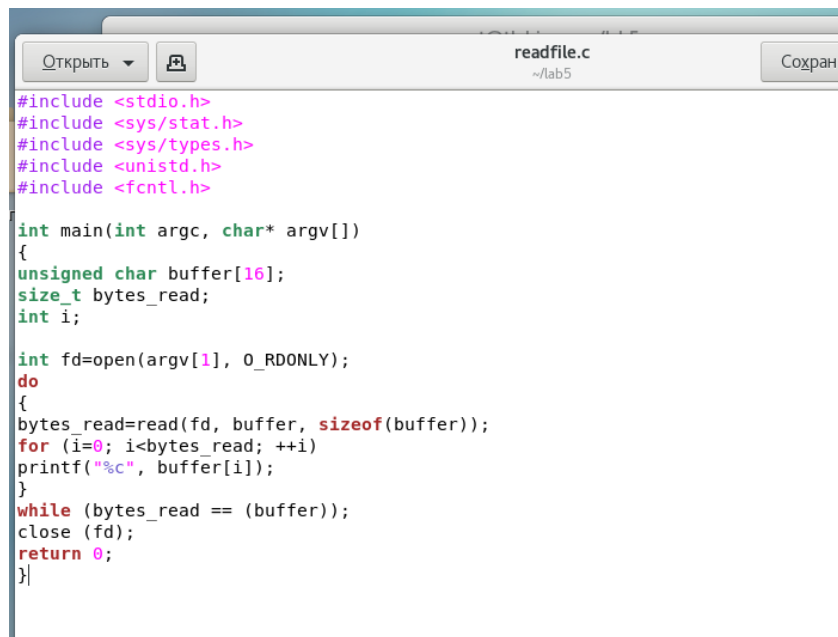 Открыть
readfile.c
~/lab5
#include <stdio.h>
#include <sys/stat.h>
#include <sys/types.h>
#include <unistd.h>
#include <fcntl.h>
int main(int argc, char* argv[])
{
unsigned char buffer[16];
size_t bytes_read;
int i;
int fd=open(argv[1], O_RDONLY);
do
{
bytes_read=read(fd, buffer, sizeof(buffer));
for (i=0; i<bytes_read; ++i)
printf("%c", buffer[i]);
}
while (bytes_read == (buffer));
close (fd);
return 0;
}